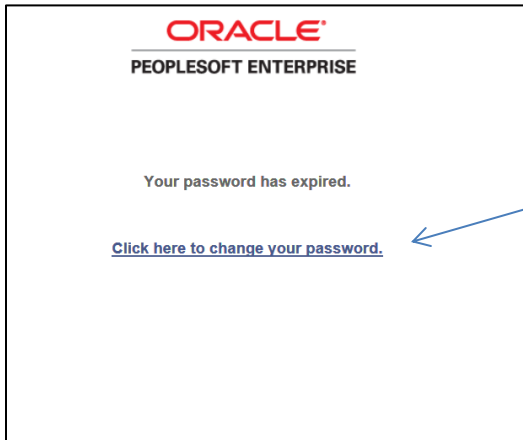 ORACLE®
PEOPLESOFT ENTERPRISE
Your password has expired.
Click here to change your password.